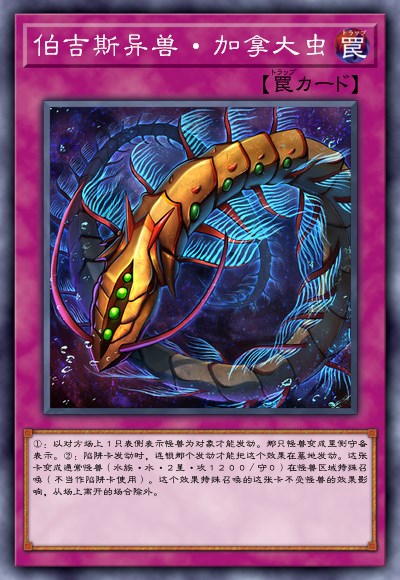 伯吉斯异兽・加拿大虫
トラップ
罠
【罠カード】
トラップ
①：以对方场上1只表侧表示怪兽为对象才能发动。那只怪兽变成里侧守备
表示。②：陷阱卡发动时，连锁那个发动才能把这个效果在墓地发动。这张
卡变成通常怪兽（水族・水・2星・攻1200/守0）在怪兽区域特殊召
唤（不当作陷阱卡使用）。这个效果特殊召唤的这张卡不受怪兽的效果影
响，从场上离开的场合除外。